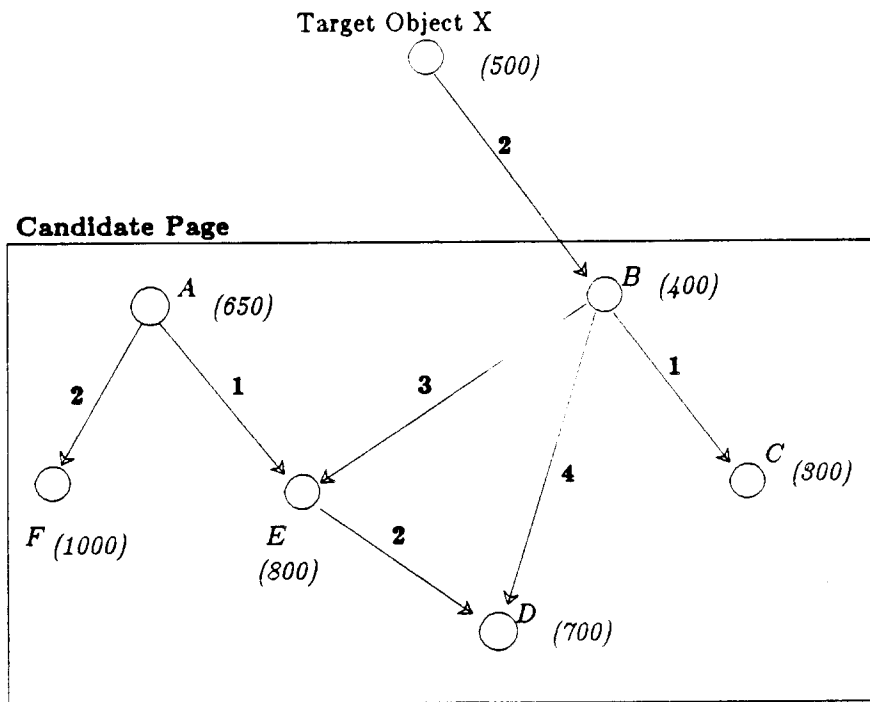 Target Object X
(500)
2
Candidate Page
A
(650)
B
(400)
2
1
3
1
4
C
(300)
F (1000)
E
(800)
2
D
(700)